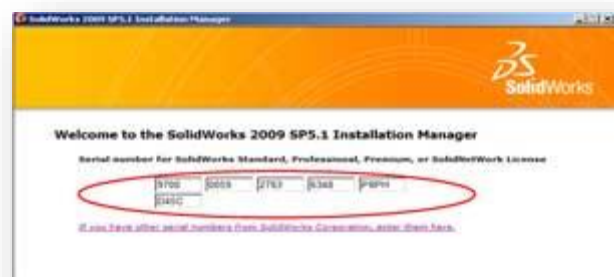 SolidWorks 2009 SP5.1 Installation Manager
SolidWorks
Welcome to the SolidWorks 2009 SP5.1 Installation Manager
Serial number for SolidWorks Standard, Professional, Premium, or SolidNetWork License
9700
If you have other serial numbers from SolidWorks Corporation, enter them here.